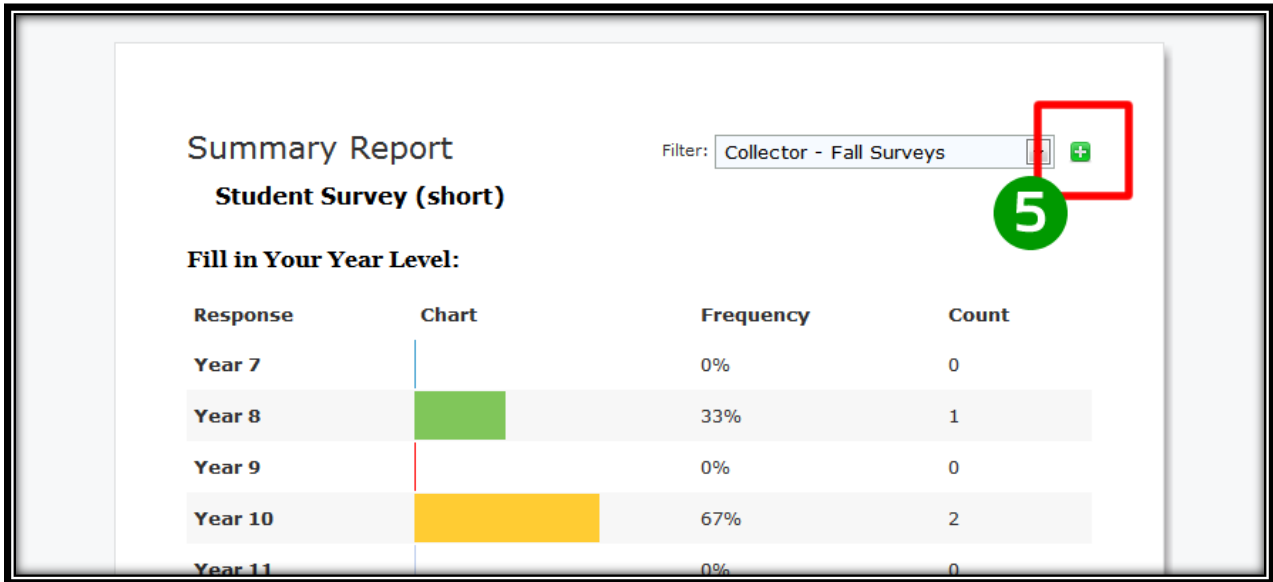 Summary Report
Filter: Collector - Fall Surveys
5
Student Survey (short)
Fill in Your Year Level:
Response Chart Frequency Count
Year 7 0% 0
Year 8 33% 1
Year 9 0% 0
Year 10 67% 2
Year 11 0% 0